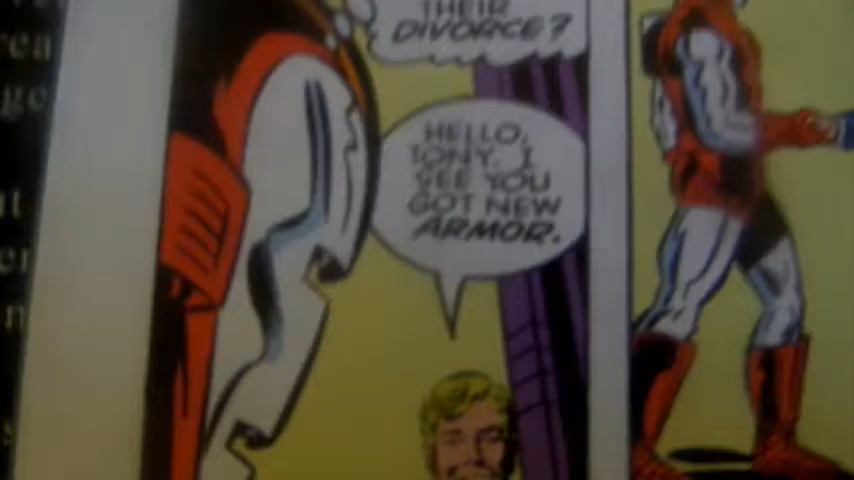 THEIR
DIVORCE?
HELLO,
TONY. I
SEE YOU
GOT NEW
ARMOR.